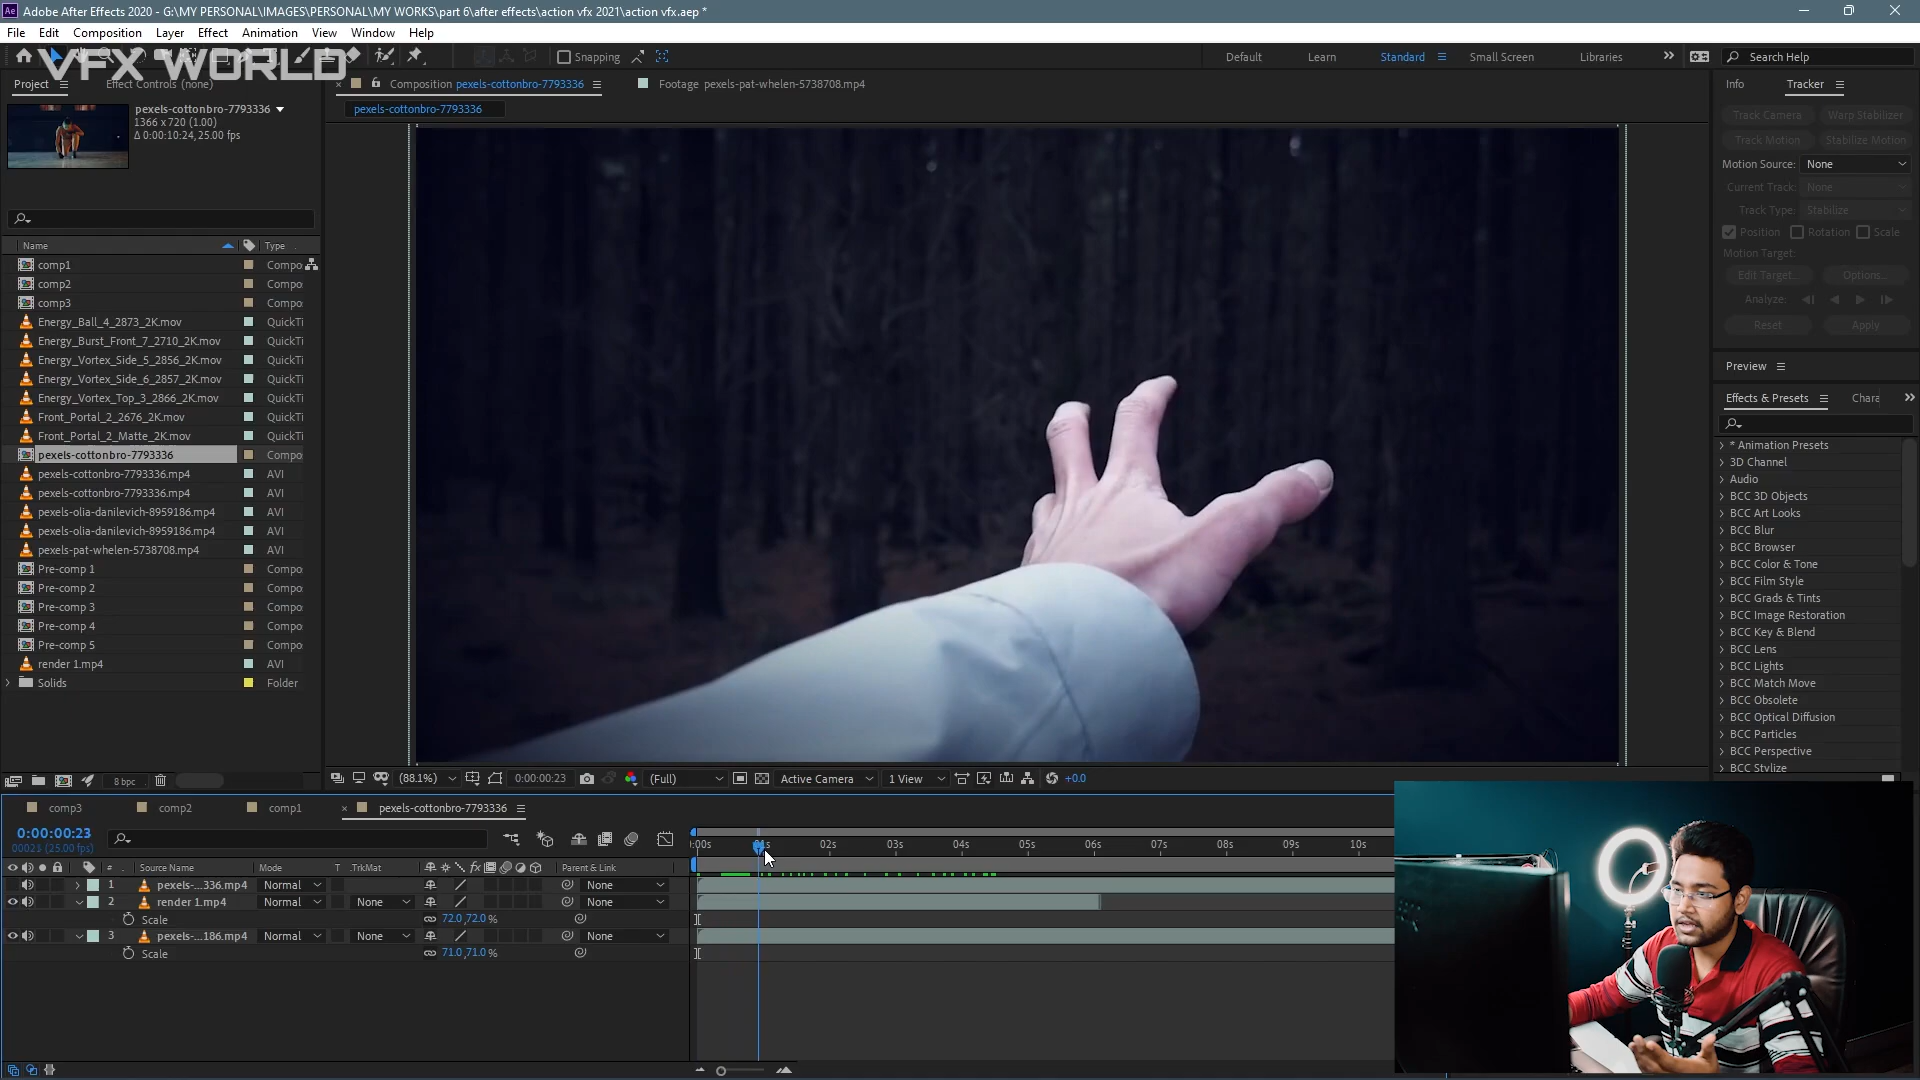 Adobe After Effects 2020 - G:\MY PERSONAL\IMAGES\PERSONAL\MY WORKS\part 6\after effects\action vfx 2021\action vfx.aep *
File Edit Composition Layer Effect Animation View Window Help
VFX WORLD
Snapping
Default Learn Standard Small Screen Libraries
Search Help
Project
Effect Controls (none)
Composition pexels-cottonbro-7793336
Footage pexels-pat-whelen-5738708.mp4
pexels-cottonbro-7793336
pexels-cottonbro-7793336
1366 x 720 (1.00)
Δ 0:00:10:24, 25.00 fps
Name Type
comp1 Compo
comp2 Compo
comp3 Compo
Energy_Ball_4_2873_2K.mov QuickTi
Energy_Burst_Front_7_2710_2K.mov QuickTi
Energy_Vortex_Side_5_2856_2K.mov QuickTi
Energy_Vortex_Side_6_2857_2K.mov QuickTi
Energy_Vortex_Top_3_2866_2K.mov QuickTi
Front_Portal_2_2676_2K.mov QuickTi
Front_Portal_2_Matte_2K.mov QuickTi
pexels-cottonbro-7793336 Compo
pexels-cottonbro-7793336.mp4 AVI
pexels-cottonbro-7793336.mp4 AVI
pexels-olia-danilevich-8959186.mp4 AVI
pexels-olia-danilevich-8959186.mp4 AVI
pexels-pat-whelen-5738708.mp4 AVI
Pre-comp 1 Compo
Pre-comp 2 Compo
Pre-comp 3 Compo
Pre-comp 4 Compo
Pre-comp 5 Compo
render 1.mp4 AVI
Solids Folder
8 bpc
(88.1%) 0:00:00:23 (Full) Active Camera 1 View +0.0
Info Tracker
Track Camera Warp Stabilizer
Track Motion Stabilize Motion
Motion Source: None
Current Track: None
Track Type: Stabilize
Position Rotation Scale
Motion Target:
Edit Target... Options...
Analyze:
Reset Apply
Preview
Effects & Presets Chara
* Animation Presets
3D Channel
Audio
BCC 3D Objects
BCC Art Looks
BCC Blur
BCC Browser
BCC Color & Tone
BCC Film Style
BCC Grads & Tints
BCC Image Restoration
BCC Key & Blend
BCC Lens
BCC Lights
BCC Match Move
BCC Obsolete
BCC Optical Diffusion
BCC Particles
BCC Perspective
BCC Stylize
comp3 comp2 comp1 pexels-cottonbro-7793336
0:00:00:23
00023 (25.00 fps)
:00s 02s 03s 04s 05s 06s 07s 08s 09s 10s
# Source Name Mode T .TrkMat fx Parent & Link
1 pexels-...336.mp4 Normal None
2 render 1.mp4 Normal None None
Scale 72.0,72.0 %
3 pexels-...186.mp4 Normal None None
Scale 71.0,71.0 %